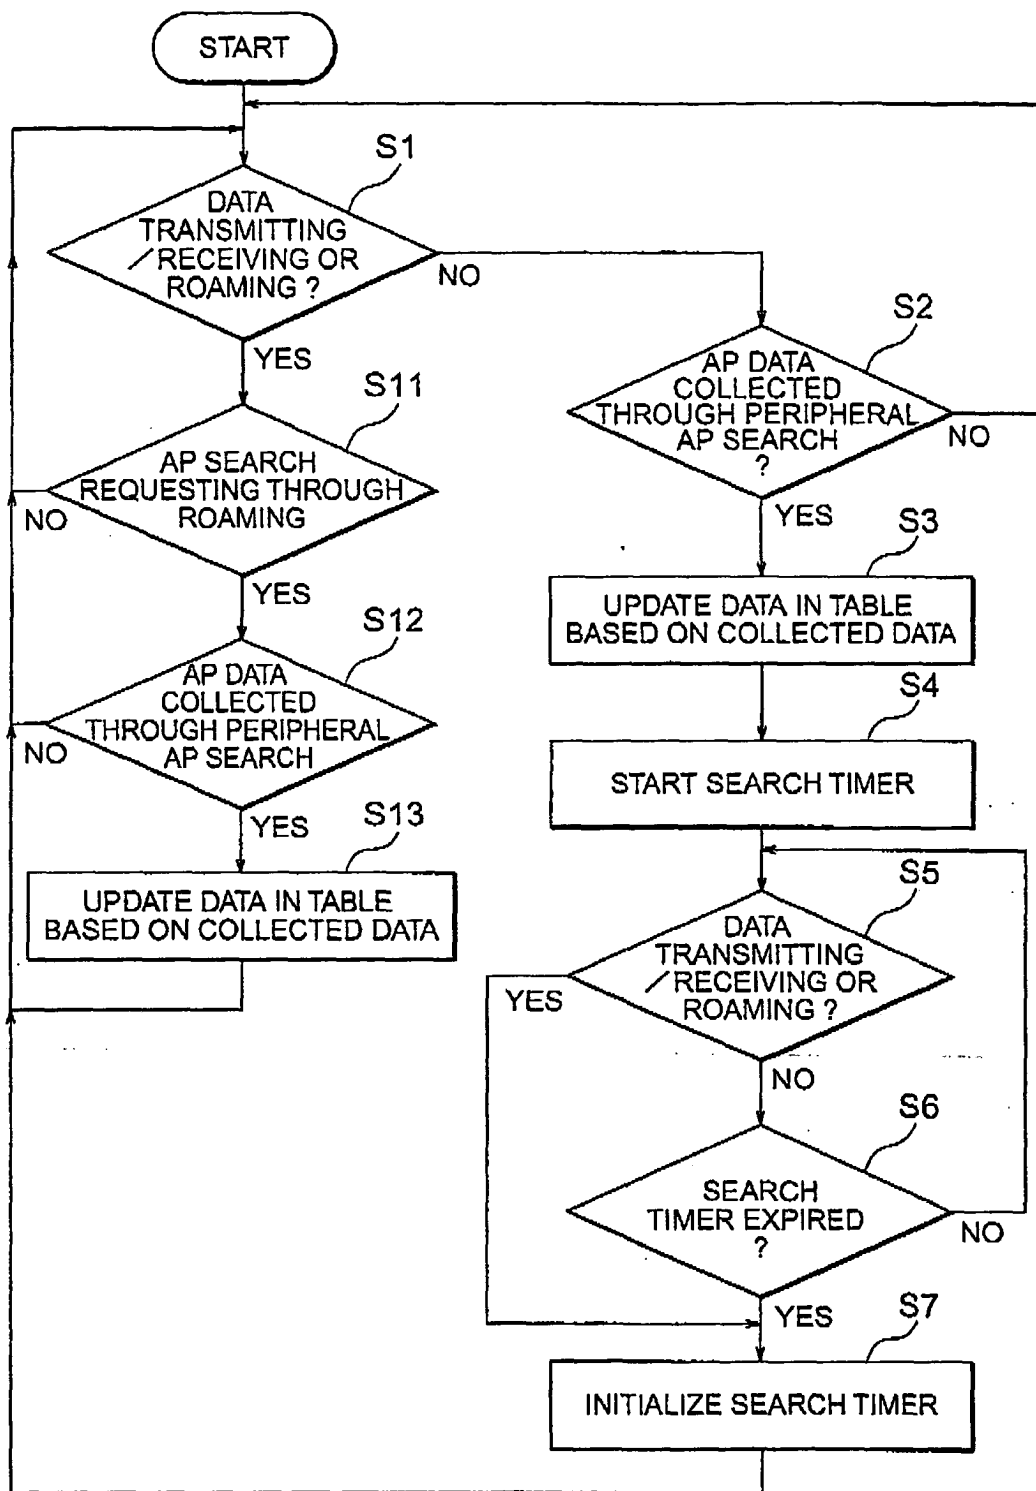 START
S1
DATA
TRANSMITTING
／RECEIVING OR
ROAMING ?
NO
YES
S2
AP DATA
COLLECTED
THROUGH PERIPHERAL
AP SEARCH
?
NO
YES
S11
AP SEARCH
REQUESTING THROUGH
ROAMING
NO
YES
S3
UPDATE DATA IN TABLE
BASED ON COLLECTED DATA
S12
AP DATA
COLLECTED
THROUGH PERIPHERAL
AP SEARCH
NO
YES
S4
START SEARCH TIMER
S13
UPDATE DATA IN TABLE
BASED ON COLLECTED DATA
S5
DATA
TRANSMITTING
／RECEIVING OR
ROAMING ?
YES
NO
S6
SEARCH
TIMER EXPIRED
?
NO
YES
S7
INITIALIZE SEARCH TIMER